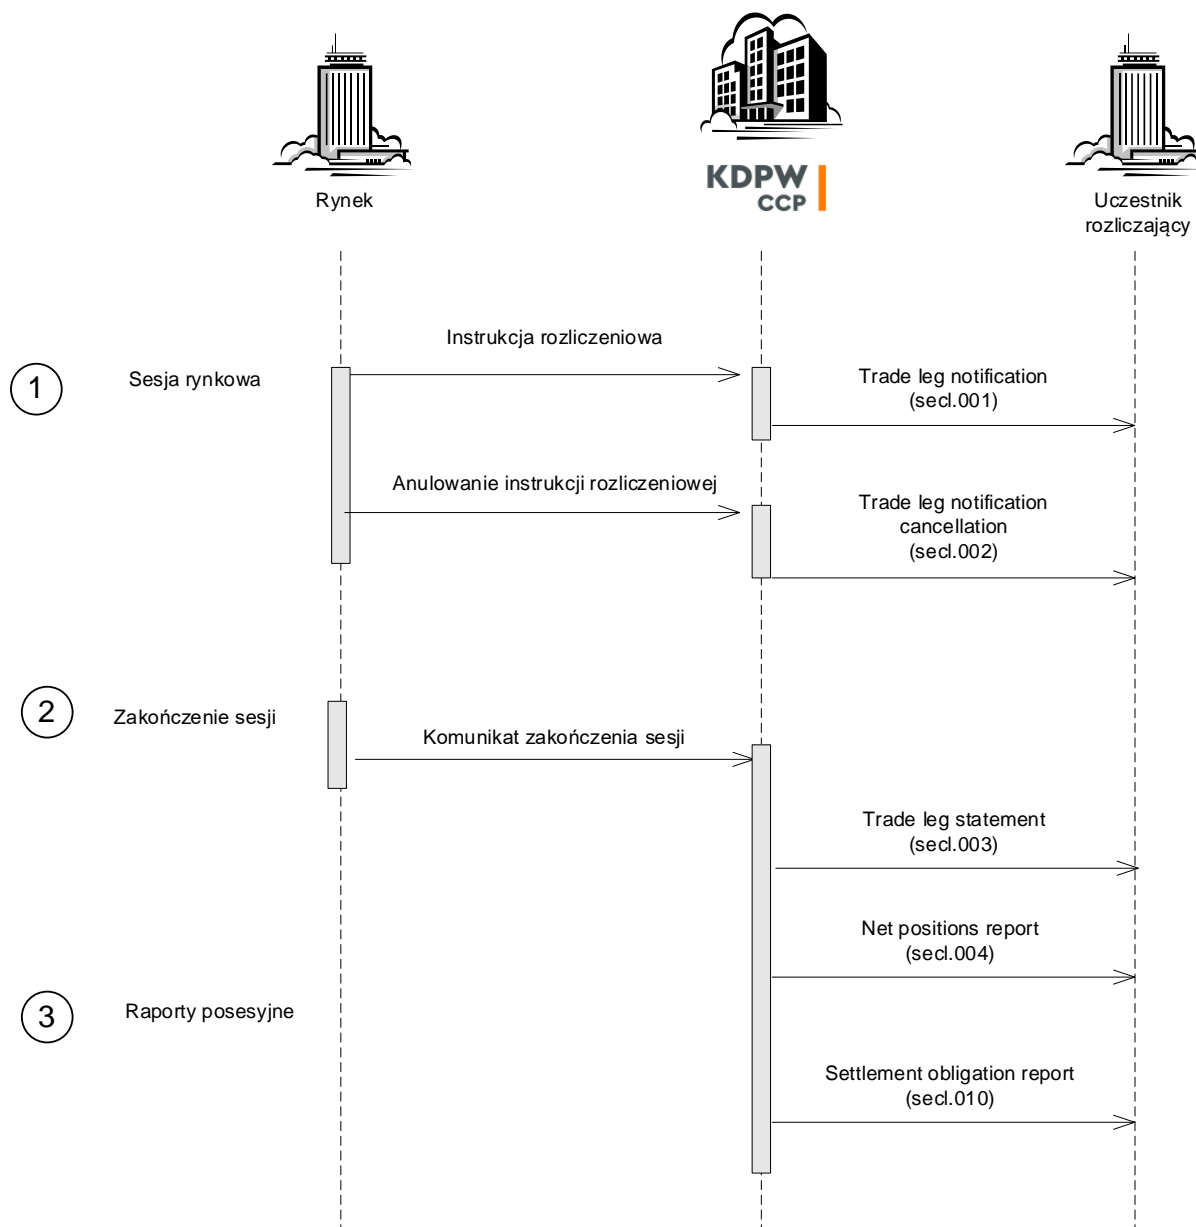 KDPW
CCP
Rynek
Uczestnik
rozliczający
1
Sesja rynkowa
Instrukcja rozliczeniowa
Trade leg notification
(secl.001)
Anulowanie instrukcji rozliczeniowej
Trade leg notification
cancellation
(secl.002)
2
Zakończenie sesji
Komunikat zakończenia sesji
Trade leg statement
(secl.003)
Net positions report
(secl.004)
3
Raporty posesyjne
Settlement obligation report
(secl.010)